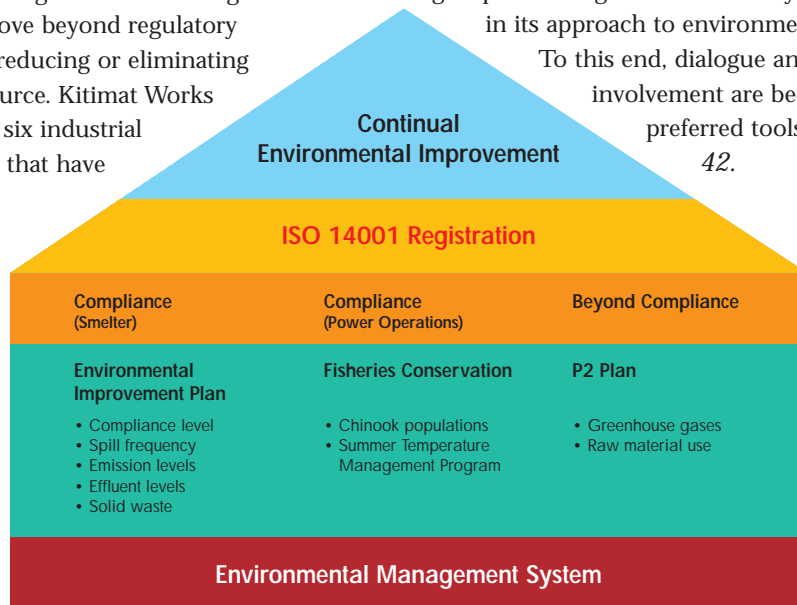 ove beyond regulatory
reducing or eliminating
urce. Kitimat Works
six industrial
that have
in its approach to environme
To this end, dialogue an
involvement are be
preferred tools
42.
Continual
Environmental Improvement
ISO 14001 Registration
Compliance
(Smelter)
Compliance
(Power Operations)
Beyond Compliance
Environmental
Improvement Plan
• Compliance level
• Spill frequency
• Emission levels
• Effluent levels
• Solid waste
Fisheries Conservation
• Chinook populations
• Summer Temperature
Management Program
P2 Plan
• Greenhouse gases
• Raw material use
Environmental Management System